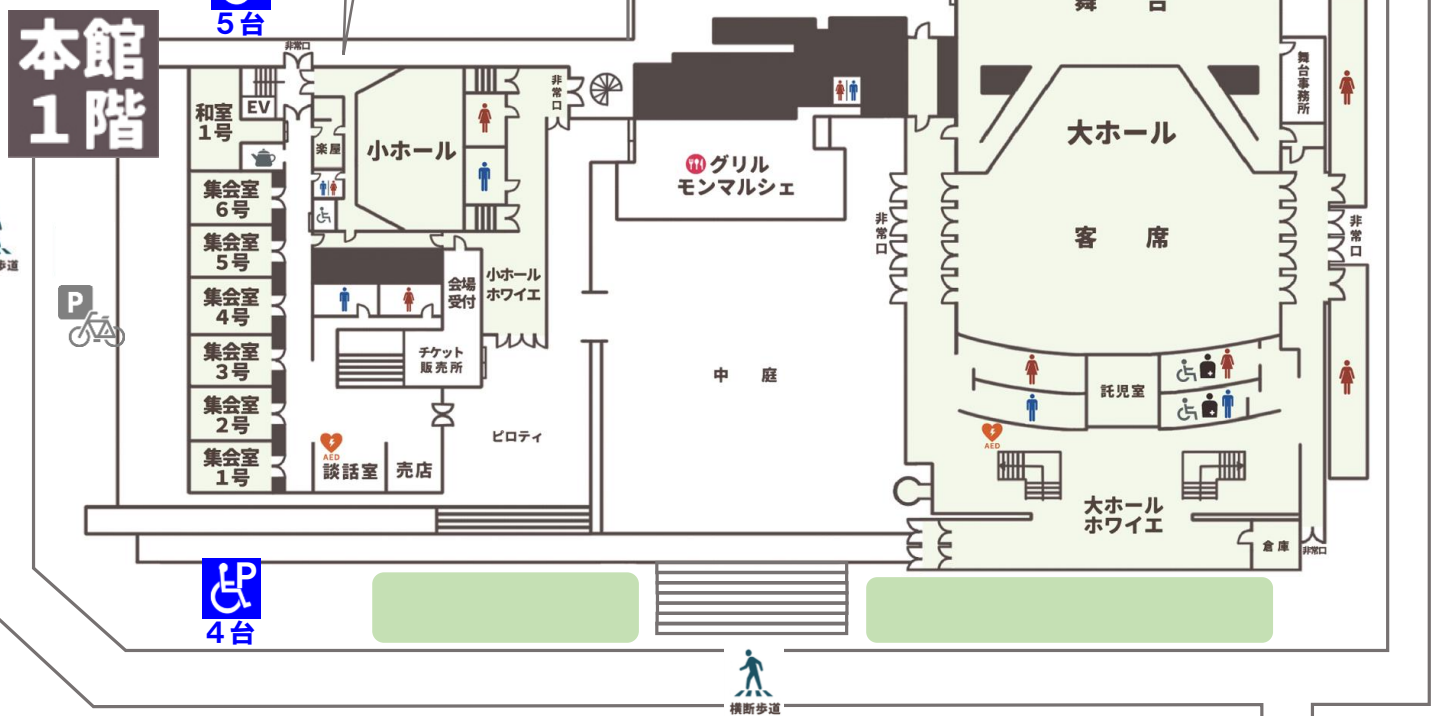 ５台
本館
１階
非常口
和室
１号
EV
楽屋
小ホール
非常口
集会室
６号
集会室
５号
集会室
４号
集会室
３号
集会室
２号
集会室
１号
会場
受付
小ホール
ホワイエ
チケット
販売所
AED
談話室
売店
ピロティ
グリル
モンマルシェ
中庭
舞台
舞台事務所
大ホール
客席
非常口
非常口
託児室
AED
大ホール
ホワイエ
倉庫
非常口
P
歩道
P
４台
横断歩道